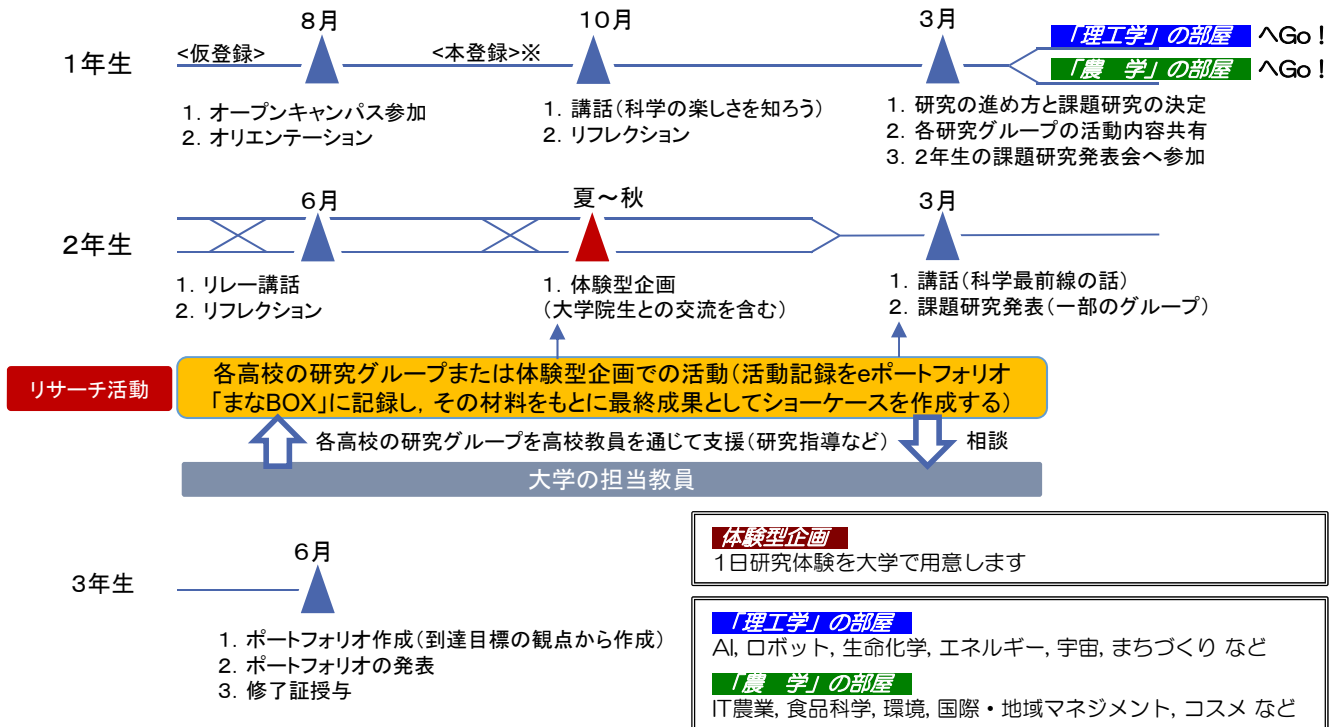 8月
10月
3月
1年生
<仮登録>
<本登録>※
「理工学」の部屋 へGo！
「農　学」の部屋 へGo！
1. オープンキャンパス参加
2. オリエンテーション
1. 講話(科学の楽しさを知ろう)
2. リフレクション
1. 研究の進め方と課題研究の決定
2. 各研究グループの活動内容共有
3. 2年生の課題研究発表会へ参加
6月
夏～秋
3月
2年生
1. リレー講話
2. リフレクション
1. 体験型企画
(大学院生との交流を含む)
1. 講話(科学最前線の話)
2. 課題研究発表(一部のグループ)
リサーチ活動
各高校の研究グループまたは体験型企画での活動(活動記録をeポートフォリオ
「まなBOX」に記録し, その材料をもとに最終成果としてショーケースを作成する)
各高校の研究グループを高校教員を通じて支援(研究指導など)
相談
大学の担当教員
6月
3年生
1. ポートフォリオ作成(到達目標の観点から作成)
2. ポートフォリオの発表
3. 修了証授与
体験型企画
1日研究体験を大学で用意します
「理工学」の部屋
AI, ロボット, 生命化学, エネルギー, 宇宙, まちづくり など
「農　学」の部屋
IT農業, 食品科学, 環境, 国際・地域マネジメント, コスメ など